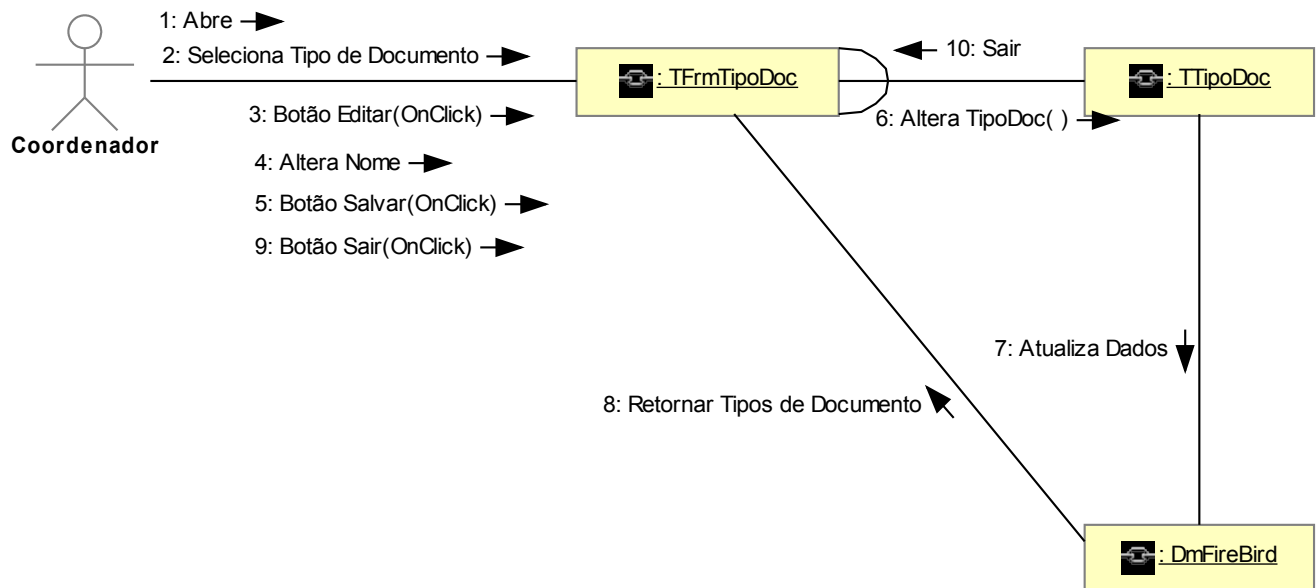 1: Abre
2: Seleciona Tipo de Documento
10: Sair
: TFrmTipoDoc
: TTipoDoc
3: Botão Editar(OnClick)
6: Altera TipoDoc( )
Coordenador
4: Altera Nome
5: Botão Salvar(OnClick)
9: Botão Sair(OnClick)
7: Atualiza Dados
8: Retornar Tipos de Documento
: DmFireBird